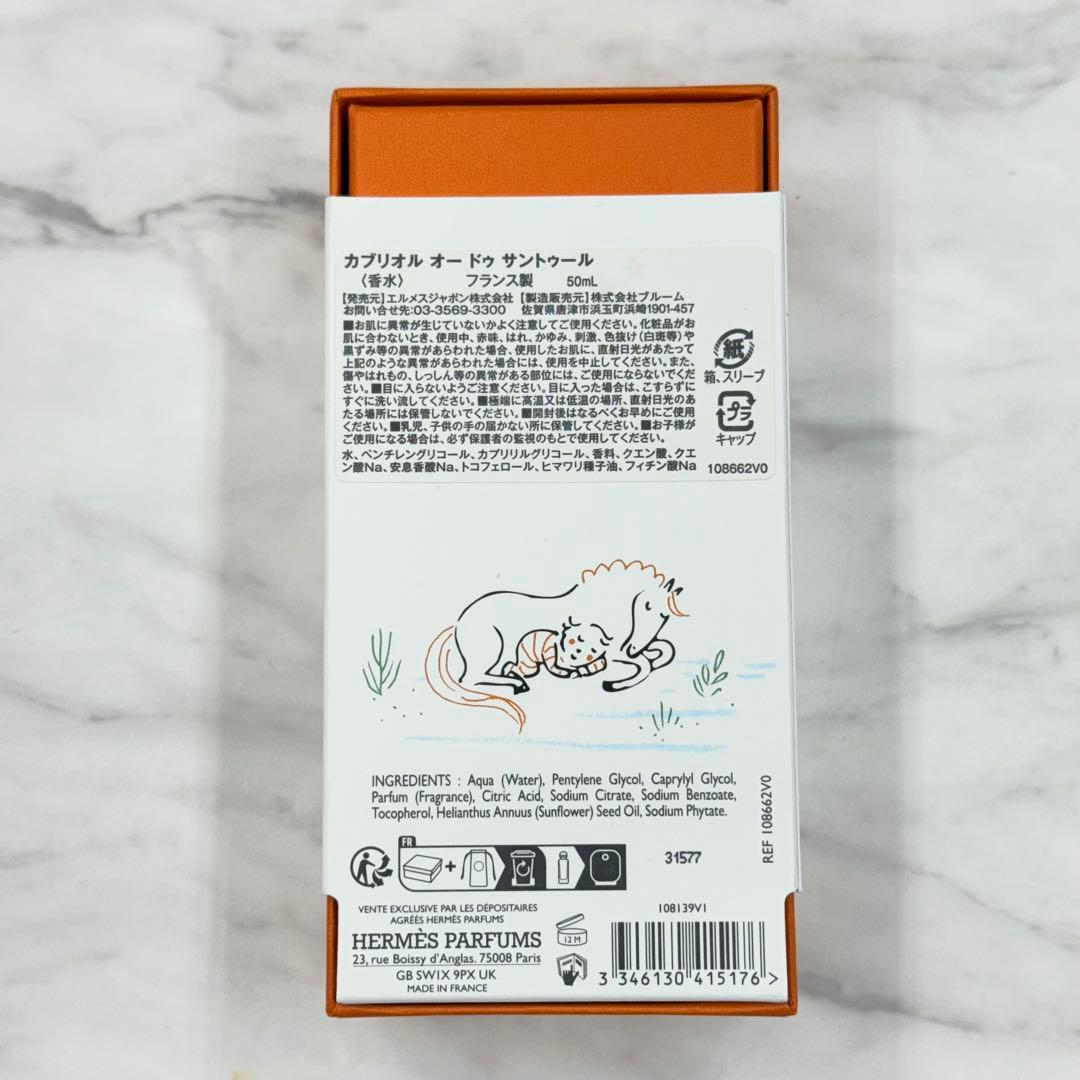 カブリオル オー ドゥ サントゥール
〈香水〉 フランス製 50mL
【発売元】エルメスジャポン株式会社 【製造販売元】株式会社ブルーム
お問い合せ先:03-3569-3300 佐賀県唐津市浜玉町浜崎1901-457
■お肌に異常が生じていないかよく注意してご使用ください。化粧品がお
肌に合わないとき、使用中、赤味、はれ、かゆみ、刺激、色抜け(白斑等)や
黒ずみ等の異常があらわれた場合、使用したお肌に、直射日光があたって
上記のような異常があらわれた場合には、使用を中止してください。また、
傷やはれもの、しっしん等の異常がある部位には、ご使用にならないでくだ
さい。■目に入らないようご注意ください。目に入った場合は、こすらずに
すぐに洗い流してください。■極端に高温又は低温の場所、直射日光のあ
たる場所には保管しないでください。■開封後はなるべくお早めにご使用
ください。■乳児、子供の手の届かない所に保管してください。■お子様が
ご使用になる場合は、必ず保護者の監視のもとで使用してください。
水、ペンチレングリコール、カプリリルグリコール、香料、クエン酸、クエ
ン酸Na、安息香酸Na、トコフェロール、ヒマワリ種子油、フィチン酸Na
紙
箱、スリーブ
プラ
キャップ
108662V0
INGREDIENTS : Aqua (Water), Pentylene Glycol, Caprylyl Glycol,
Parfum (Fragrance), Citric Acid, Sodium Citrate, Sodium Benzoate,
Tocopherol, Helianthus Annuus (Sunflower) Seed Oil, Sodium Phytate.
REF 108662V0
FR
+
31577
VENTE EXCLUSIVE PAR LES DÉPOSITAIRES
AGRÉÉS HERMÈS PARFUMS
HERMÈS PARFUMS
23, rue Boissy d'Anglas. 75008 Paris
GB SW1X 9PX UK
MADE IN FRANCE
12 M
108139V1
3 346130 415176 >